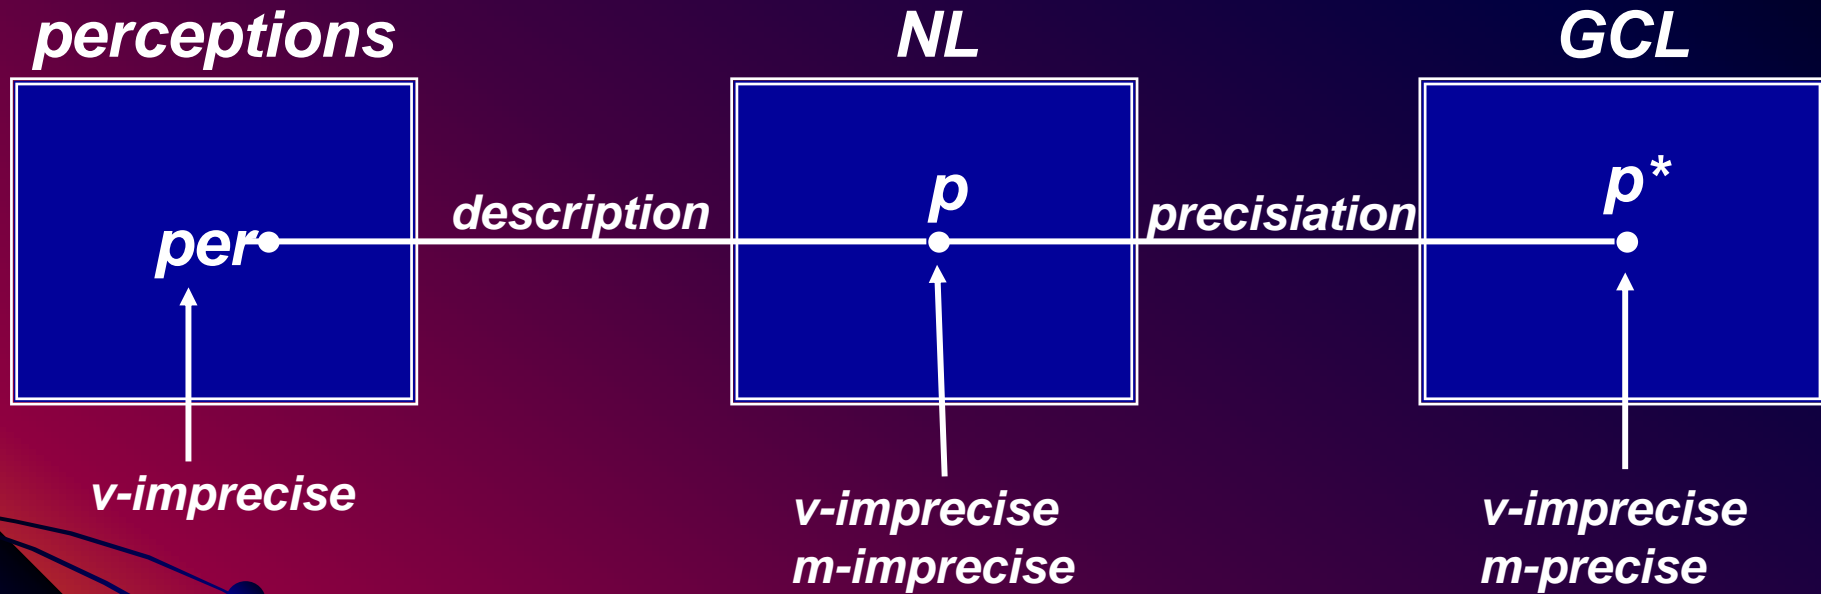 perceptions
NL
GCL
per
description
p
precisiation
p*
v-imprecise
v-imprecise
m-imprecise
v-imprecise
m-precise